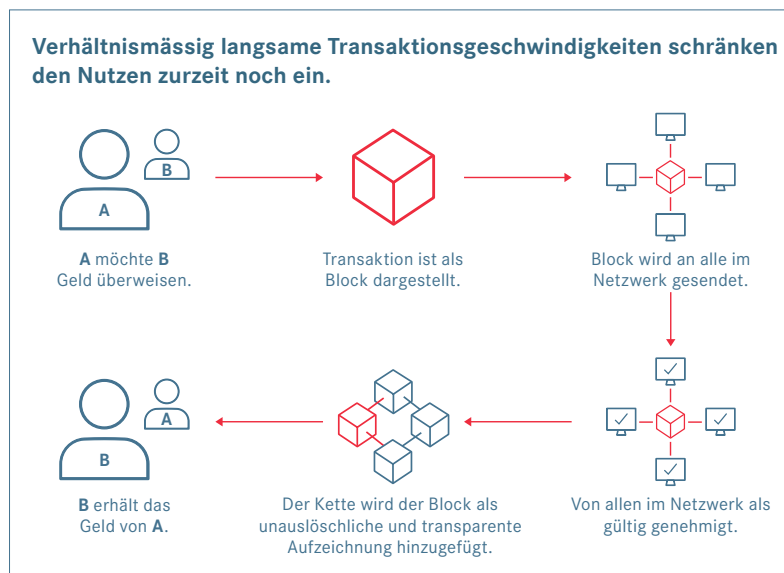 Verhältnismässig langsame Transaktionsgeschwindigkeiten schränken
den Nutzen zurzeit noch ein.
B
A
A möchte B
Geld überweisen.
Transaktion ist als
Block dargestellt.
Block wird an alle im
Netzwerk gesendet.
A
B
B erhält das
Geld von A.
Der Kette wird der Block als
unauslöschliche und transparente
Aufzeichnung hinzugefügt.
Von allen im Netzwerk als
gültig genehmigt.